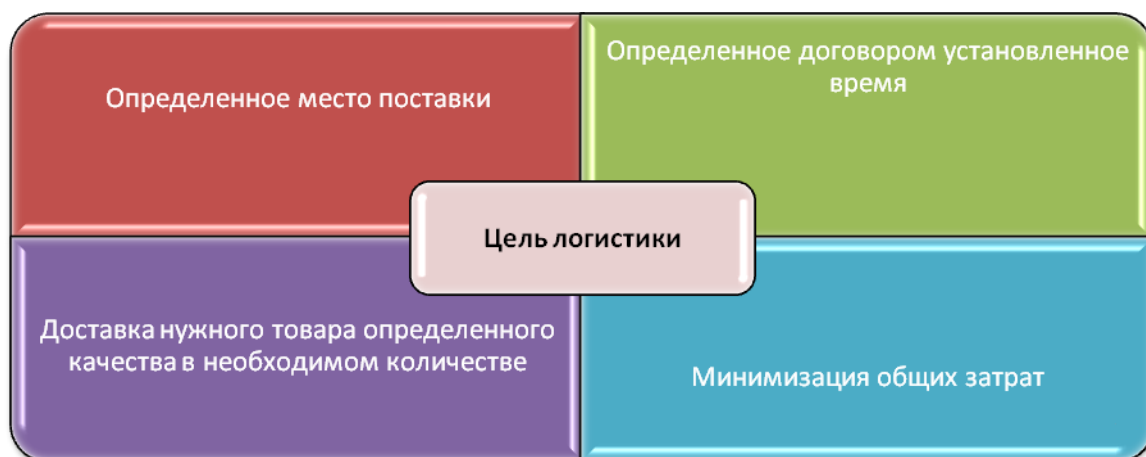 Определенное место поставки
Определенное договором установленное
время
Цель логистики
Доставка нужного товара определенного
качества в необходимом количестве
Минимизация общих затрат